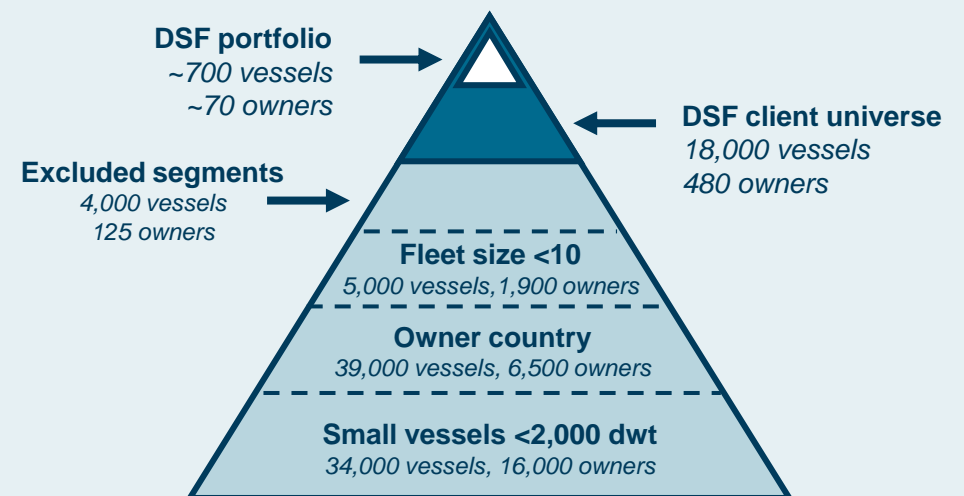 DSF portfolio
~700 vessels
~70 owners
DSF client universe
18,000 vessels
480 owners
Excluded segments
4,000 vessels
125 owners
Fleet size <10
5,000 vessels,1,900 owners
Owner country
39,000 vessels, 6,500 owners
Small vessels <2,000 dwt
34,000 vessels, 16,000 owners